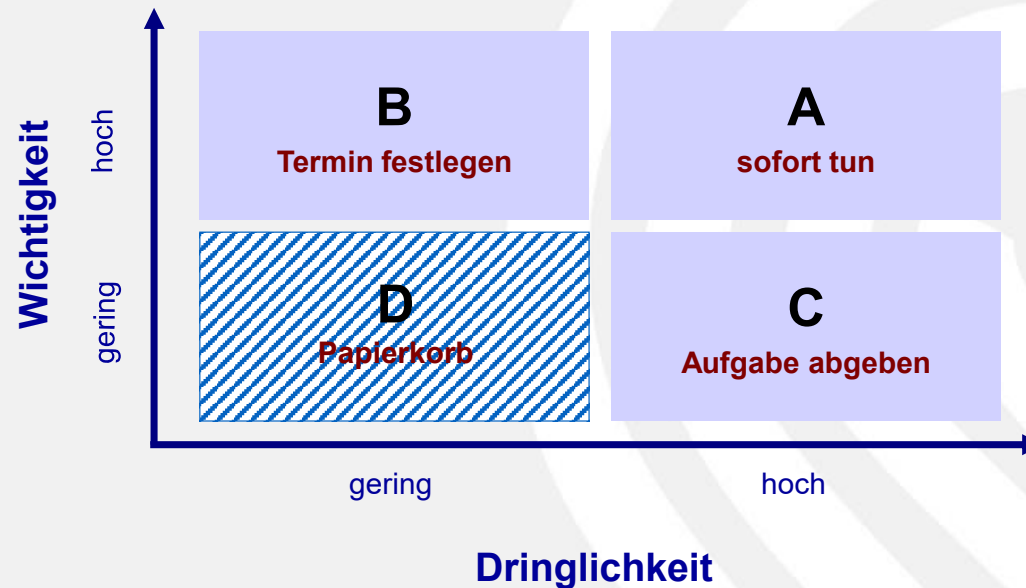 Wichtigkeit
hoch
gering
B
Termin festlegen
A
sofort tun
D
Papierkorb
C
Aufgabe abgeben
gering
hoch
Dringlichkeit